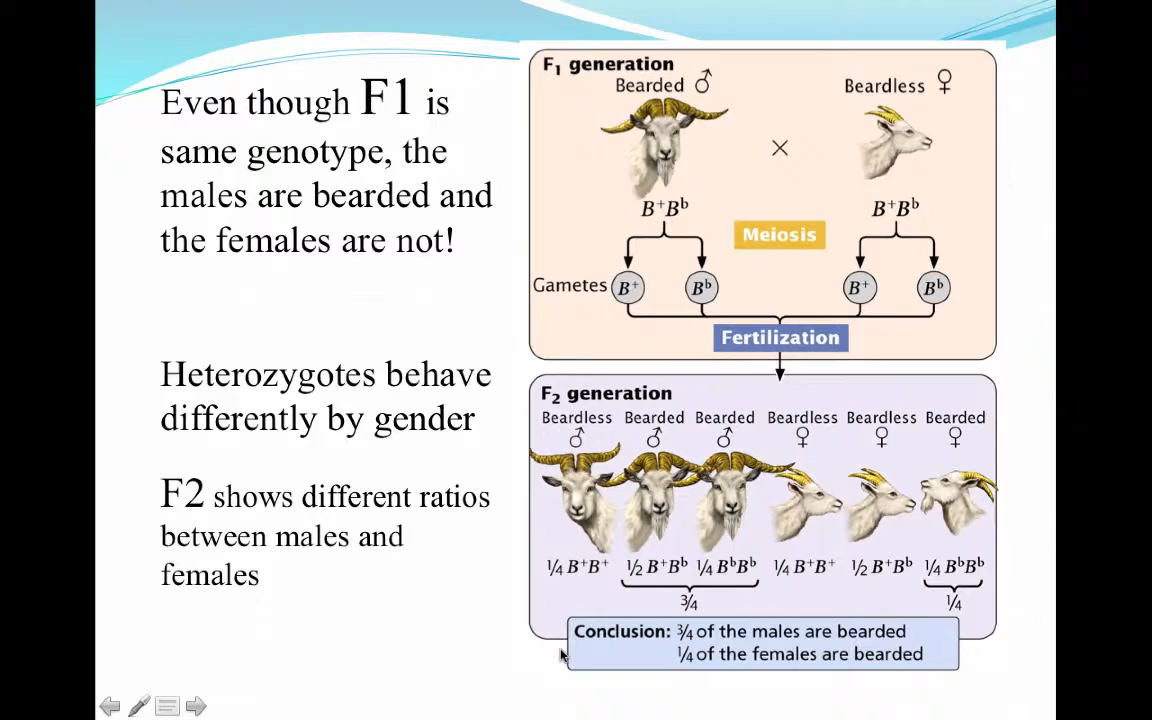 Even though F1 is
same genotype, the
males are bearded and
the females are not!
Heterozygotes behave
differently by gender
F2 shows different ratios
between males and
females
F₁ generation
Bearded ♂
Beardless ♀
×
B⁺Bᵇ
B⁺Bᵇ
Meiosis
Gametes B⁺ Bᵇ B⁺ Bᵇ
Fertilization
F₂ generation
Beardless Bearded Bearded Beardless Beardless Bearded
♂ ♂ ♂ ♀ ♀ ♀
¼ B⁺B⁺ ½ B⁺Bᵇ ¼ BᵇBᵇ ¼ B⁺B⁺ ½ B⁺Bᵇ ¼ BᵇBᵇ
¾ ¼
Conclusion: ¾ of the males are bearded
¼ of the females are bearded